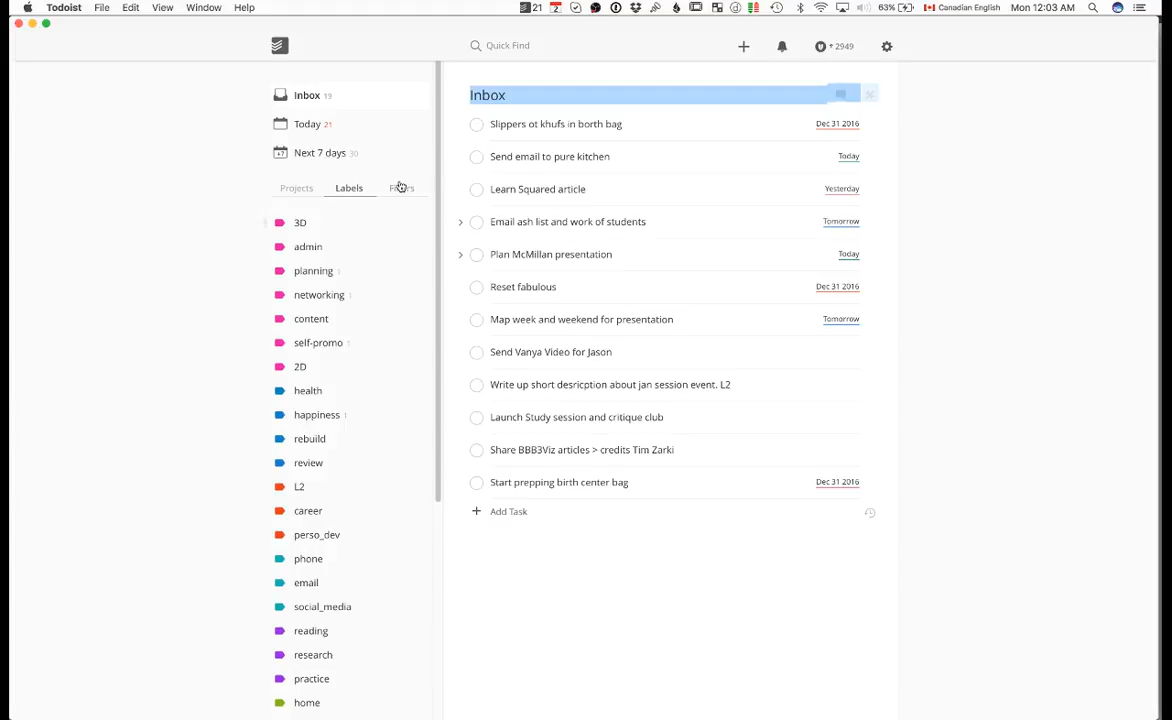 Todoist File Edit View Window Help 21 2 63% Canadian English Mon 12:03 AM
Quick Find
2949
Inbox 19
Today 21
+7 Next 7 days 30
Projects Labels
3D
admin
planning 1
networking 1
content
self-promo 1
2D
health
happiness 1
rebuild
review
L2
career
perso_dev
phone
email
social_media
reading
research
practice
home
Inbox
Slippers ot khufs in borth bag Dec 31 2016
Send email to pure kitchen Today
Learn Squared article Yesterday
Email ash list and work of students Tomorrow
Plan McMillan presentation Today
Reset fabulous Dec 31 2016
Map week and weekend for presentation Tomorrow
Send Vanya Video for Jason
Write up short desricption about jan session event. L2
Launch Study session and critique club
Share BBB3Viz articles > credits Tim Zarki
Start prepping birth center bag Dec 31 2016
+ Add Task